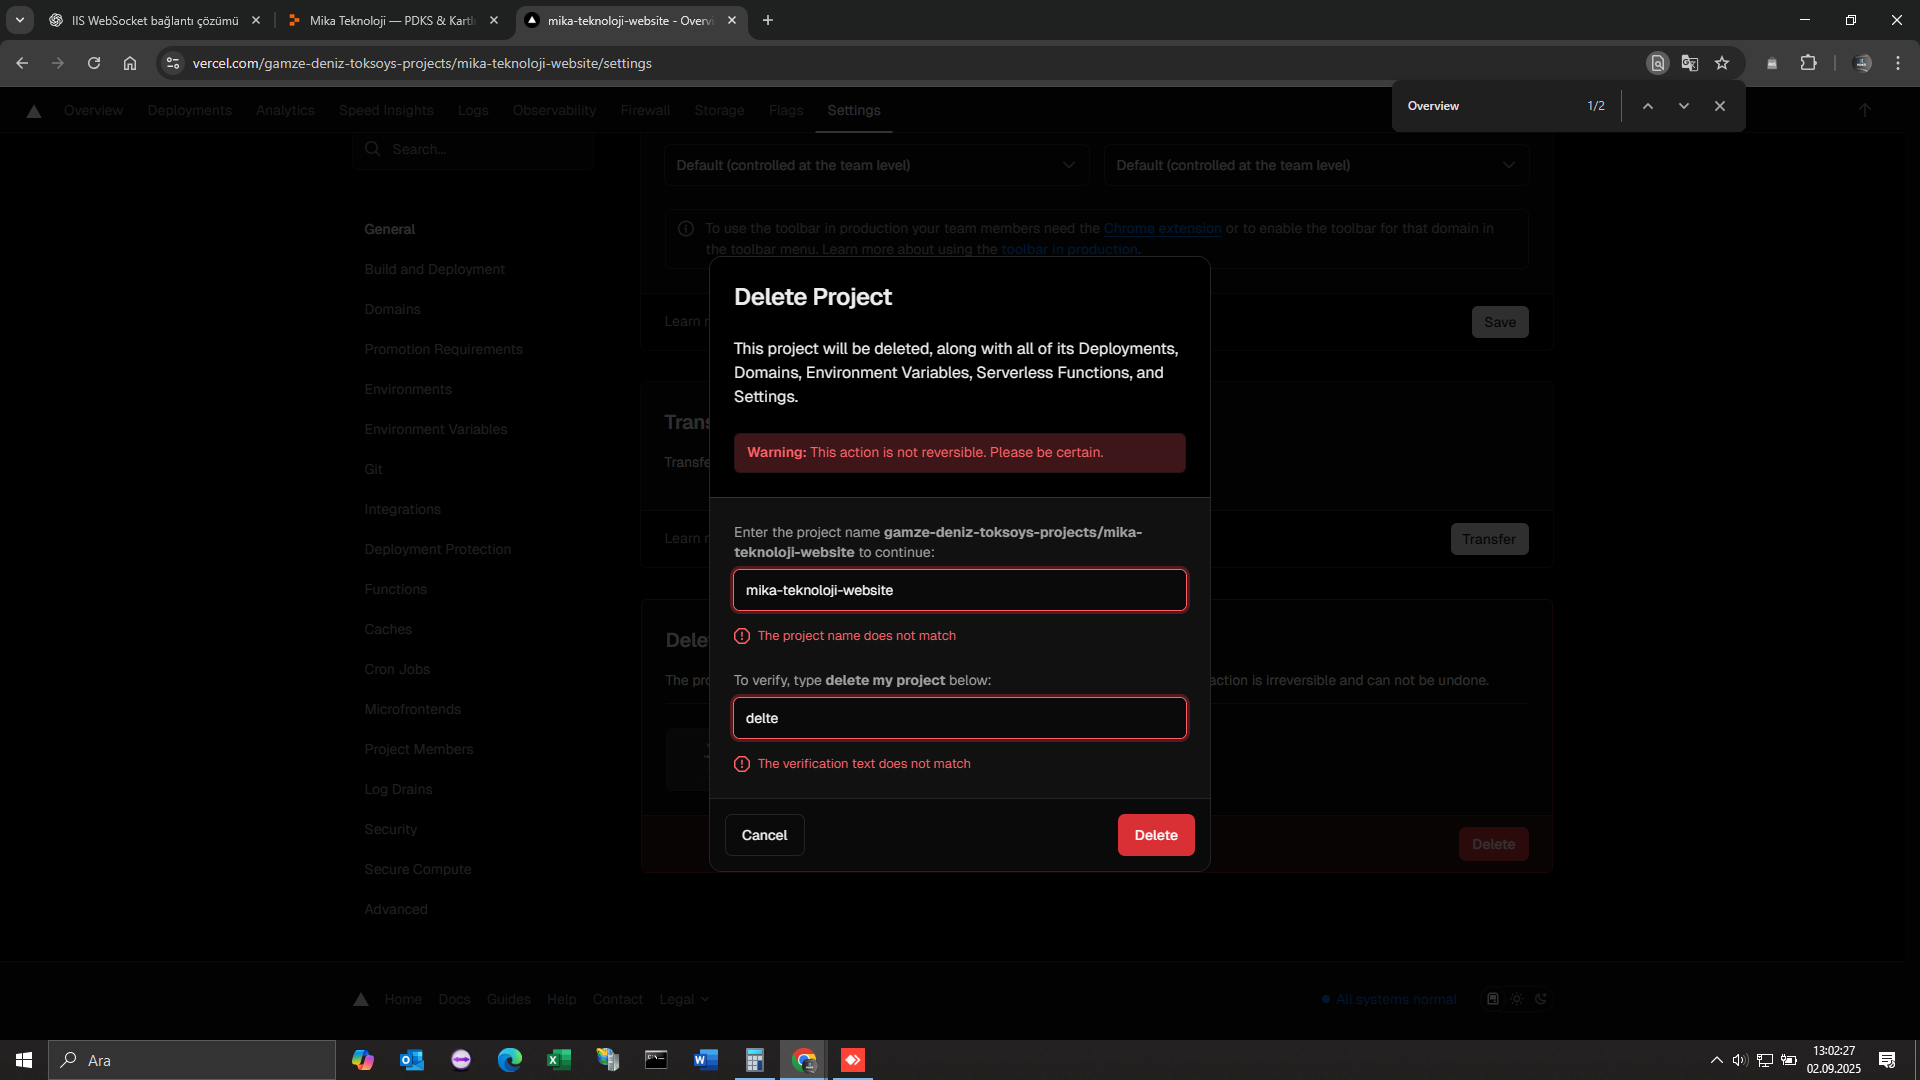 IIS WebSocket bağlantı çözümü
Mika Teknoloji — PDKS & Kartl
mika-teknoloji-website - Overvi
vercel.com/gamze-deniz-toksoys-projects/mika-teknoloji-website/settings
Overview
1/2
Overview
Deployments
Analytics
Speed Insights
Logs
Observability
Firewall
Storage
Flags
Settings
Search...
General
Build and Deployment
Domains
Promotion Requirements
Environments
Environment Variables
Git
Integrations
Deployment Protection
Functions
Caches
Cron Jobs
Microfrontends
Project Members
Log Drains
Security
Secure Compute
Advanced
Default (controlled at the team level)
Default (controlled at the team level)
To use the toolbar in production your team members need the Chrome extension or to enable the toolbar for that domain in
the toolbar menu. Learn more about using the toolbar in production.
Learn
Save
Trans
Transfe
Learn
Transfer
Dele
The pro
action is irreversible and can not be undone.
Delete
Delete Project
This project will be deleted, along with all of its Deployments,
Domains, Environment Variables, Serverless Functions, and
Settings.
Warning: This action is not reversible. Please be certain.
Enter the project name gamze-deniz-toksoys-projects/mika-
teknoloji-website to continue:
mika-teknoloji-website
The project name does not match
To verify, type delete my project below:
delte
The verification text does not match
Cancel
Delete
Home
Docs
Guides
Help
Contact
Legal
All systems normal
Ara
13:02:27
02.09.2025